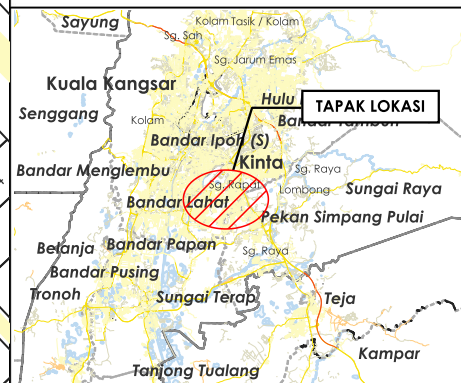 Sayung
Kolam Tasik / Kolam
Sg. Sah
Sg. Jarum Emas
Kuala Kangsar
Hulu
TAPAK LOKASI
Senggang
Kolam
Bandar Tambun
Bandar Ipoh (S)
Kinta
Bandar Menglembu
Sg. Raya
Sg. Rapat
Lombong
Sungai Raya
Bandar Lahat
Pekan Simpang Pulai
Belanja
Bandar Papan
Sg. Raya
Bandar Pusing
Tronoh
Sungai Terap
Teja
Kampar
Tanjong Tualang